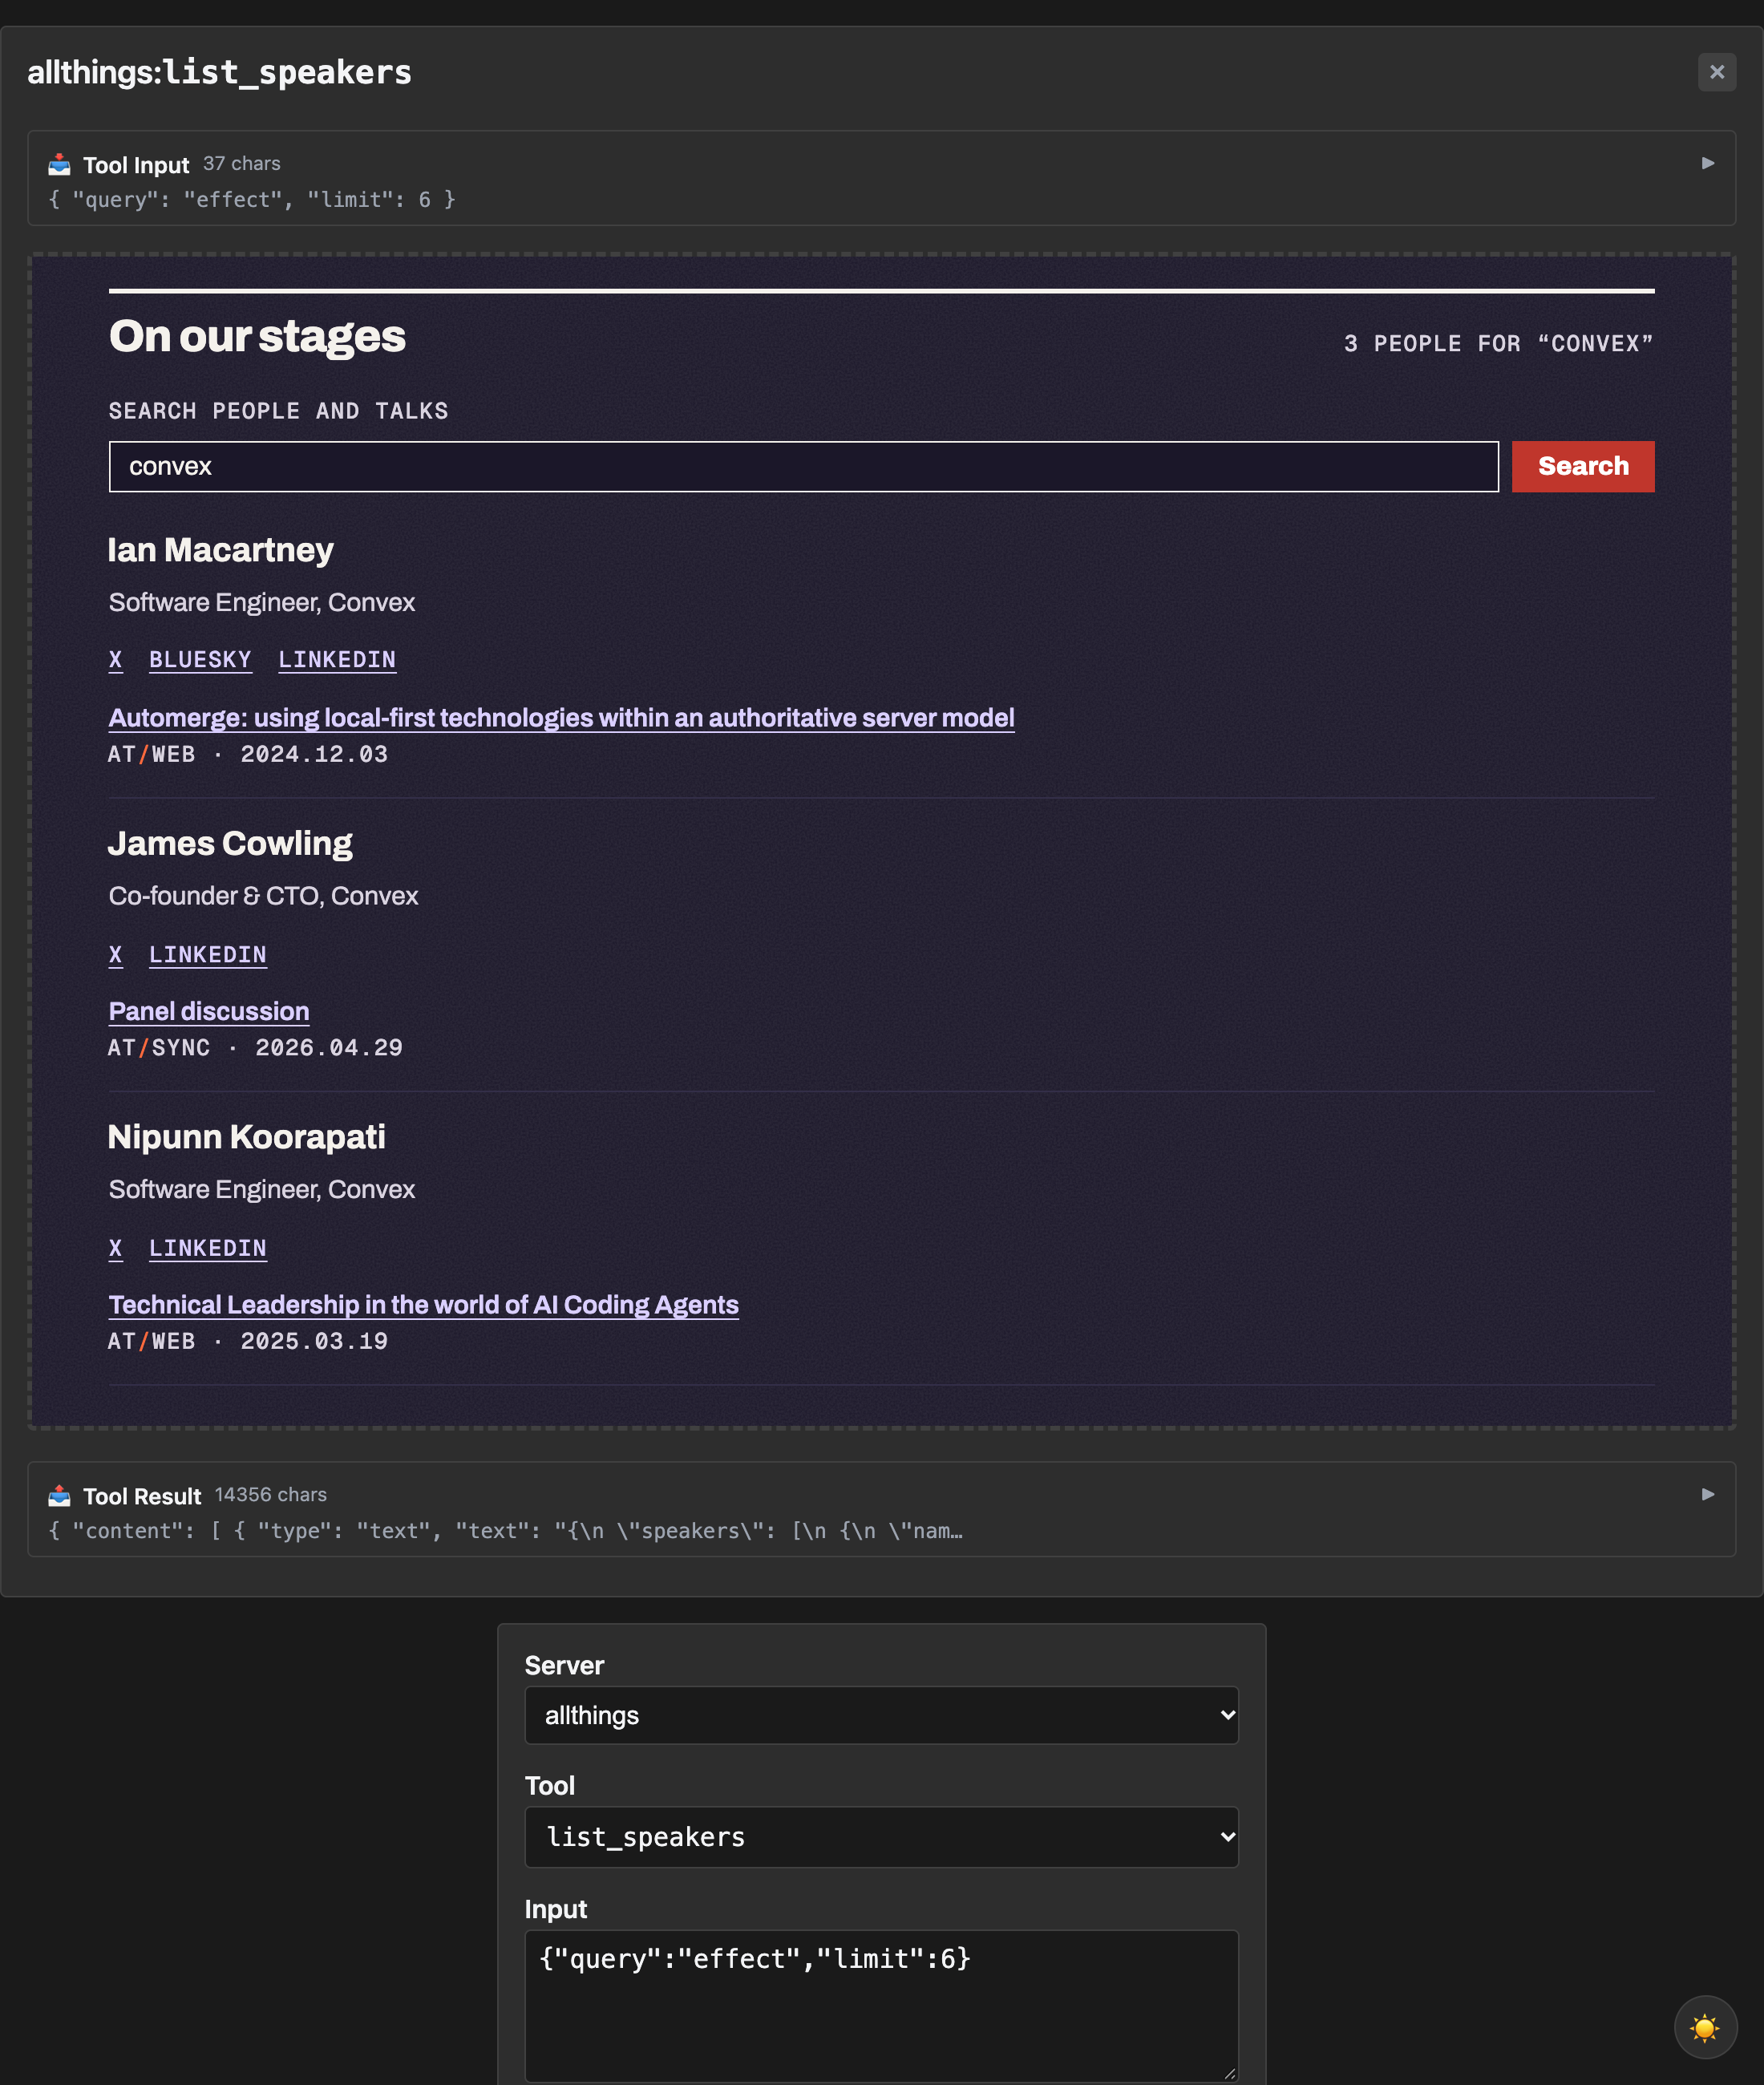 allthings:list_speakers
×
📥 Tool Input 37 chars
▶
{ "query": "effect", "limit": 6 }
On our stages
3 PEOPLE FOR “CONVEX”
SEARCH PEOPLE AND TALKS
convex
Search
Ian Macartney
Software Engineer, Convex
X BLUESKY LINKEDIN
Automerge: using local-first technologies within an authoritative server model
AT/WEB · 2024.12.03
James Cowling
Co-founder & CTO, Convex
X LINKEDIN
Panel discussion
AT/SYNC · 2026.04.29
Nipunn Koorapati
Software Engineer, Convex
X LINKEDIN
Technical Leadership in the world of AI Coding Agents
AT/WEB · 2025.03.19
📤 Tool Result 14356 chars
▶
{ "content": [ { "type": "text", "text": "{\n \"speakers\": [\n {\n \"nam…
Server
allthings
Tool
list_speakers
Input
{"query":"effect","limit":6}